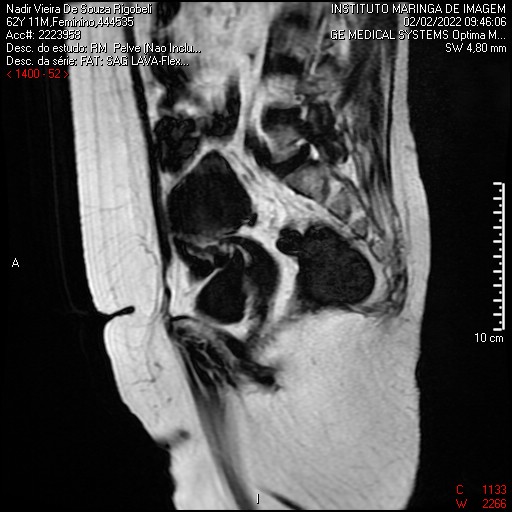 Nadir Vieira De Souza Rigobeli
62Y 11M,Feminino,444535
Acc#: 2223953
Desc. do estudo: RM  Pelve (Nao Inclu...
Desc. da série: FAT: SAG LAVA-Flex...
< 1400 - 52 >
INSTITUTO MARINGA DE IMAGEM
02/02/2022 09:46:06
GE MEDICAL SYSTEMS Optima M...
SW 4,80 mm
A
10 cm
I
C 1133
W 2266